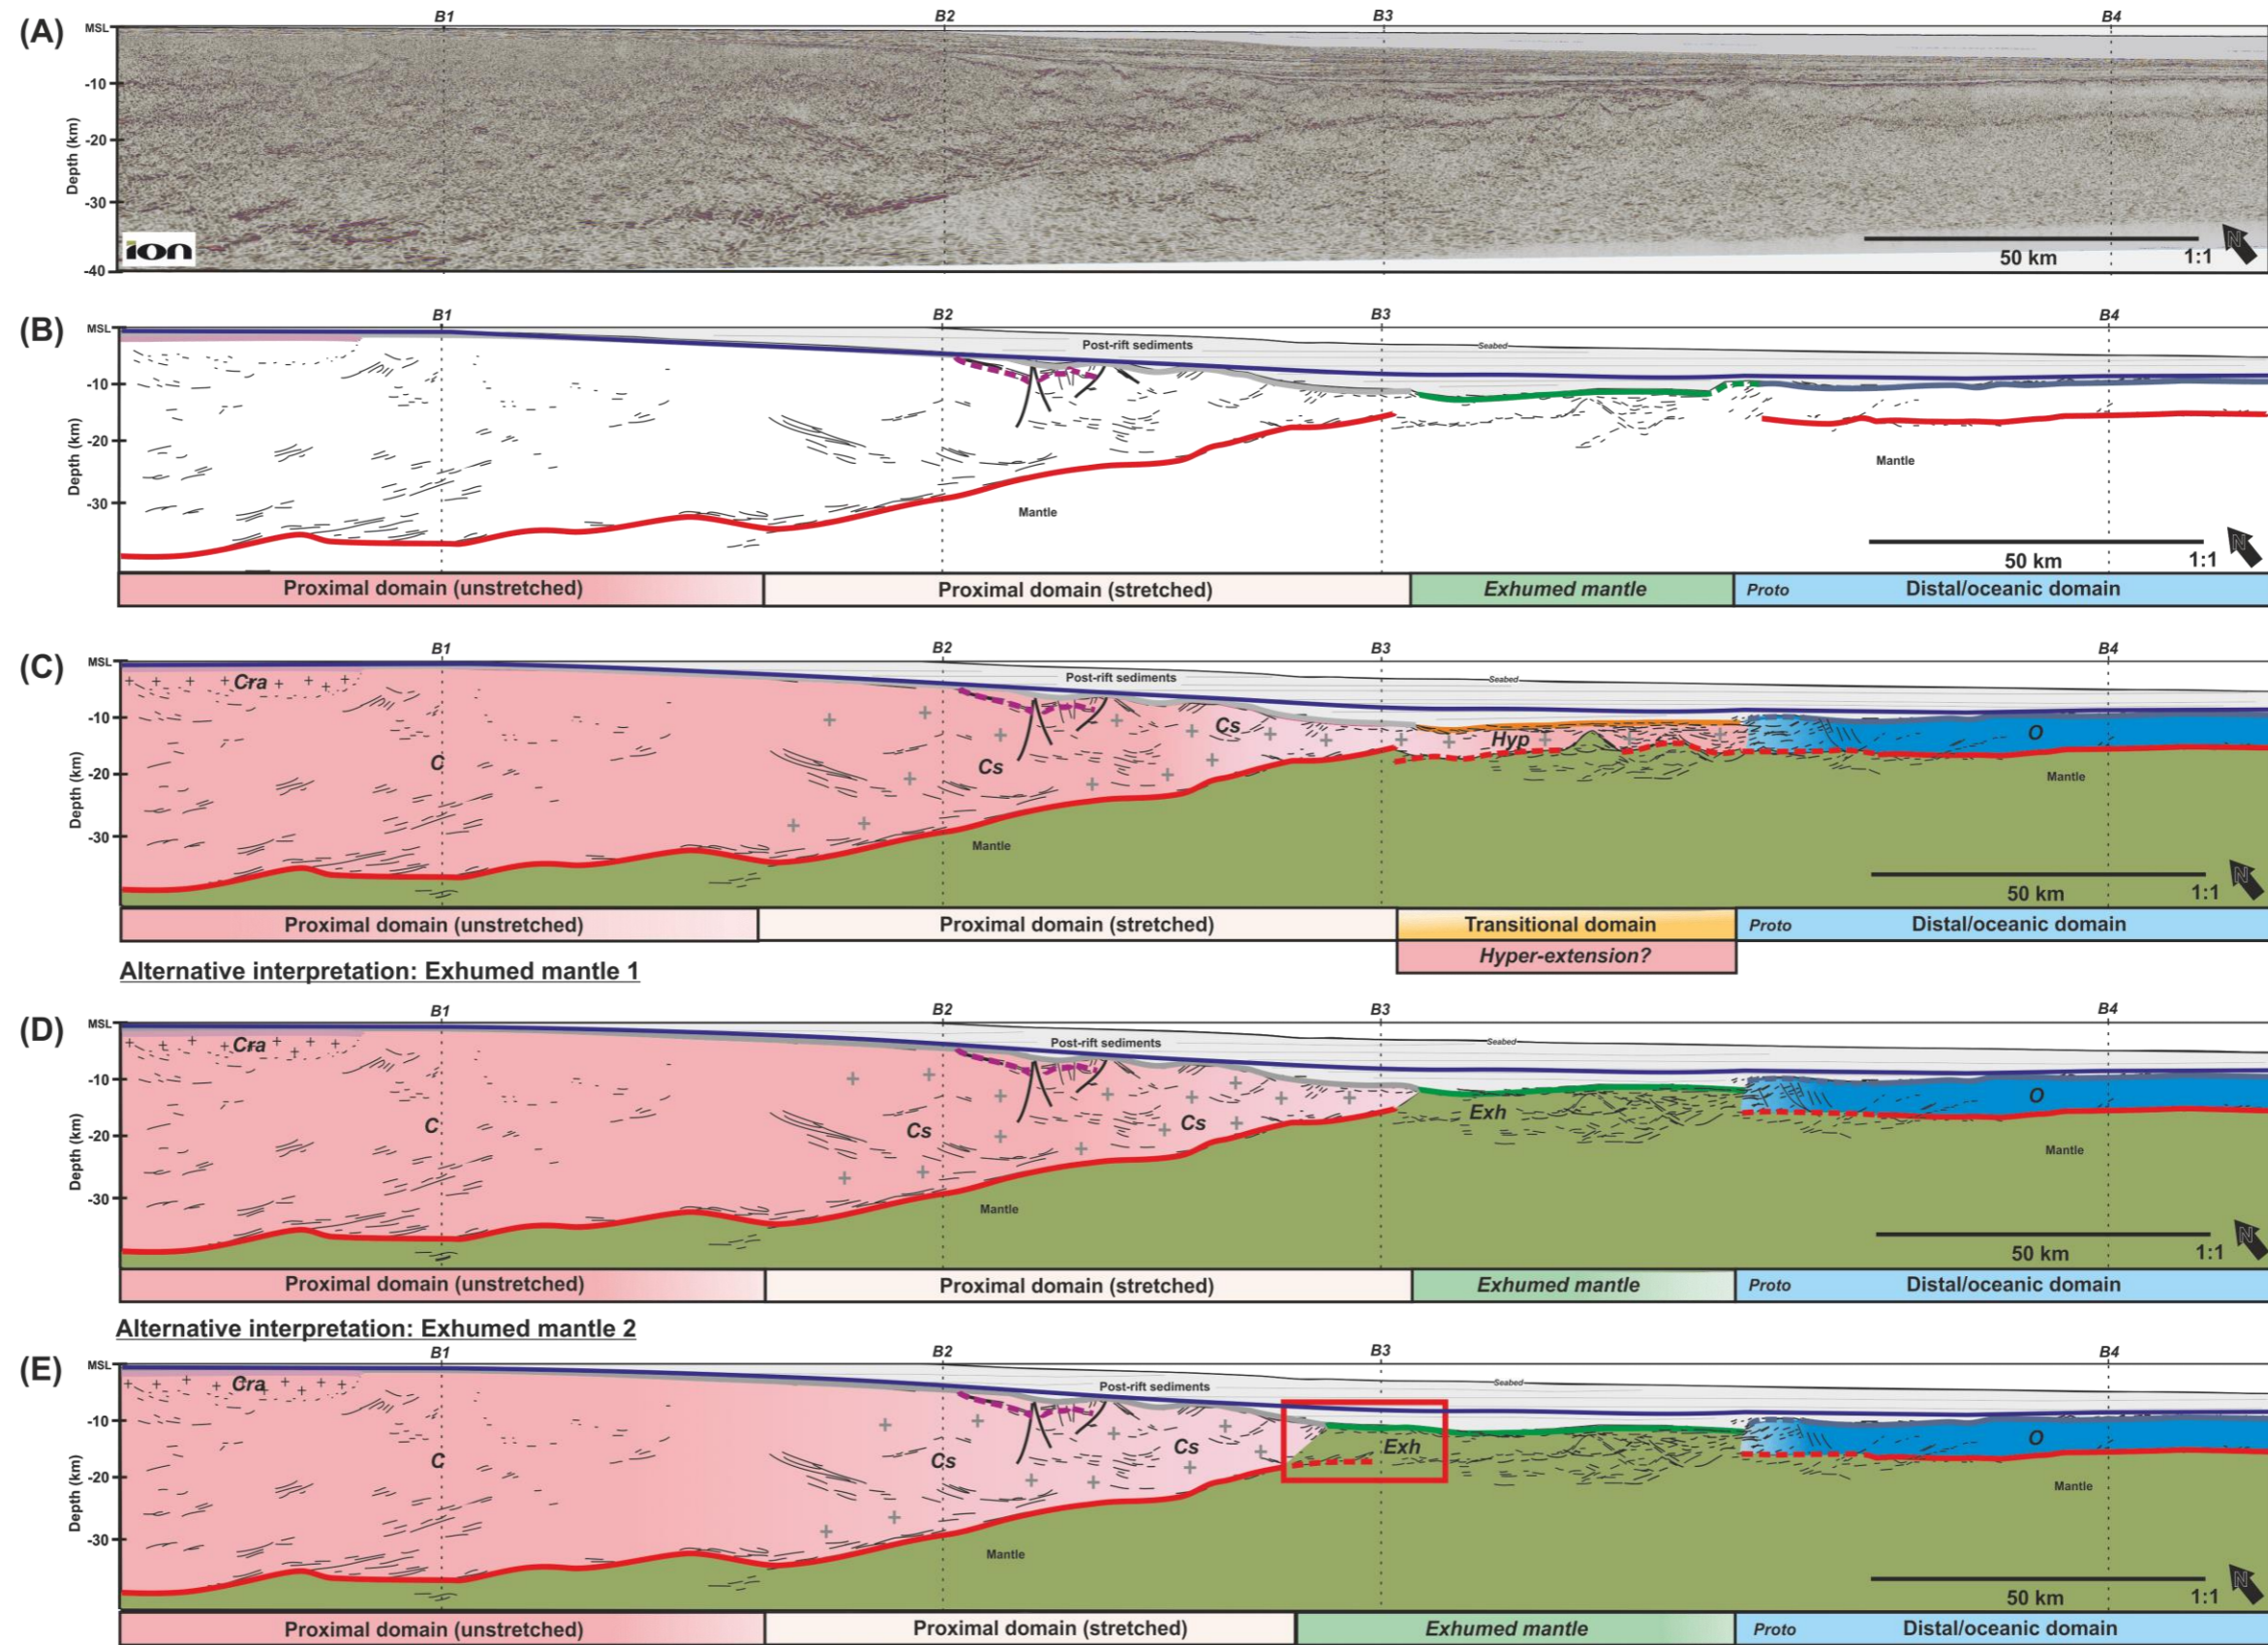 (A)
B1 B2 B3 B4
MSL
-10
-20
-30
-40
Depth (km)
ion
50 km 1:1
N
(B)
B1 B2 B3 B4
MSL
-10
-20
-30
Depth (km)
Post-rift sediments
Seabed
Mantle
Mantle
50 km 1:1
N
Proximal domain (unstretched) Proximal domain (stretched) Exhumed mantle Proto Distal/oceanic domain
(C)
B1 B2 B3 B4
MSL
-10
-20
-30
Depth (km)
Cra
Post-rift sediments
Seabed
C
Cs
Cs
Hyp
O
Mantle
Mantle
50 km 1:1
N
Proximal domain (unstretched) Proximal domain (stretched) Transitional domain Proto Distal/oceanic domain
Hyper-extension?
Alternative interpretation: Exhumed mantle 1
(D)
B1 B2 B3 B4
MSL
-10
-20
-30
Depth (km)
Cra
Post-rift sediments
Seabed
C
Cs
Cs
Exh
O
Mantle
Mantle
50 km 1:1
N
Proximal domain (unstretched) Proximal domain (stretched) Exhumed mantle Proto Distal/oceanic domain
Alternative interpretation: Exhumed mantle 2
(E)
B1 B2 B3 B4
MSL
-10
-20
-30
Depth (km)
Cra
Post-rift sediments
Seabed
C
Cs
Cs
Exh
O
Mantle
Mantle
50 km 1:1
N
Proximal domain (unstretched) Proximal domain (stretched) Exhumed mantle Proto Distal/oceanic domain